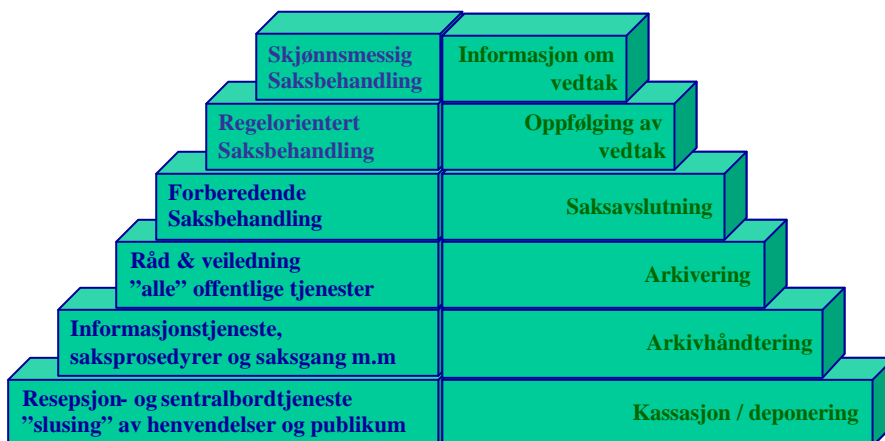 Skjønnsmessig
Saksbehandling
Informasjon om
vedtak
Regelorientert
Saksbehandling
Oppfølging av
vedtak
Forberedende
Saksbehandling
Saksavslutning
Råd & veiledning
”alle” offentlige tjenester
Arkivering
Informasjonstjeneste,
saksprosedyrer og saksgang m.m
Arkivhåndtering
Resepsjon- og sentralbordtjeneste
”slusing” av henvendelser og publikum
Kassasjon / deponering